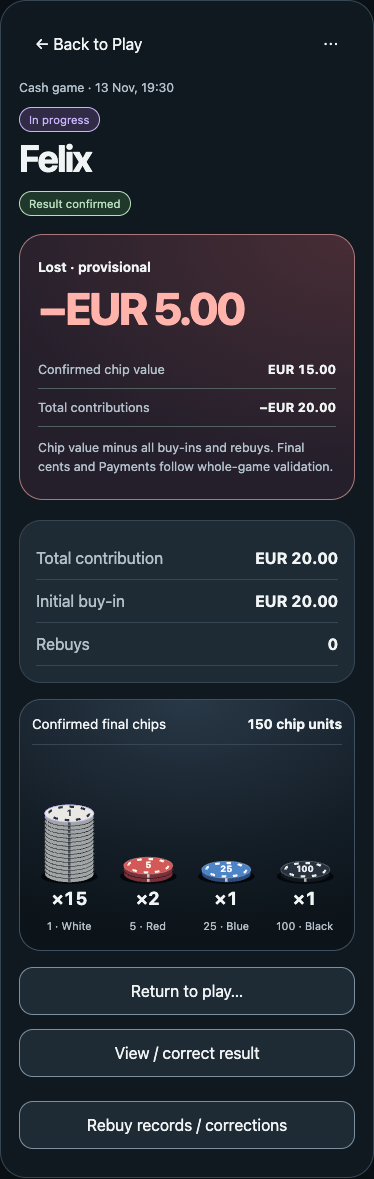 ← Back to Play ...
Cash game · 13 Nov, 19:30
In progress
Felix
Result confirmed
Lost · provisional
−EUR 5.00
Confirmed chip value EUR 15.00
Total contributions −EUR 20.00
Chip value minus all buy-ins and rebuys. Final
cents and Payments follow whole-game validation.
Total contribution EUR 20.00
Initial buy-in EUR 20.00
Rebuys 0
Confirmed final chips 150 chip units
1 5 25 100
×15 ×2 ×1 ×1
1 · White 5 · Red 25 · Blue 100 · Black
Return to play...
View / correct result
Rebuy records / corrections